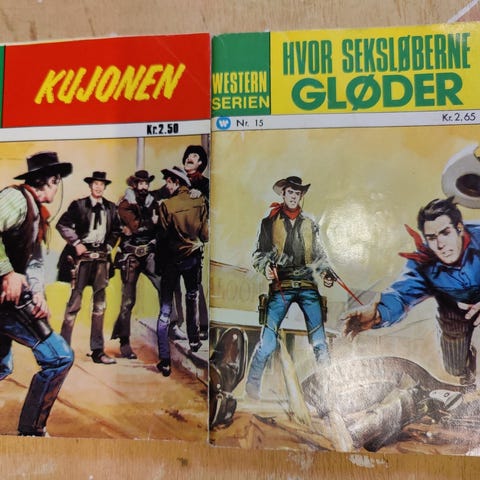 KUJONEN
Kr. 2.50
WESTERN
SERIEN
W Nr. 15
HVOR SEKSLØBERNE
GLØDER
Kr. 2,65